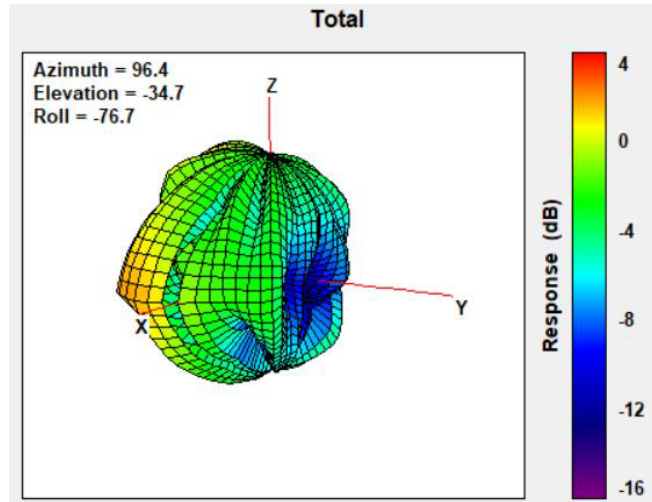 Total
Azimuth = 96.4
Elevation = -34.7
Roll = -76.7
Z
X
Y
4
0
-4
-8
-12
-16
Response (dB)